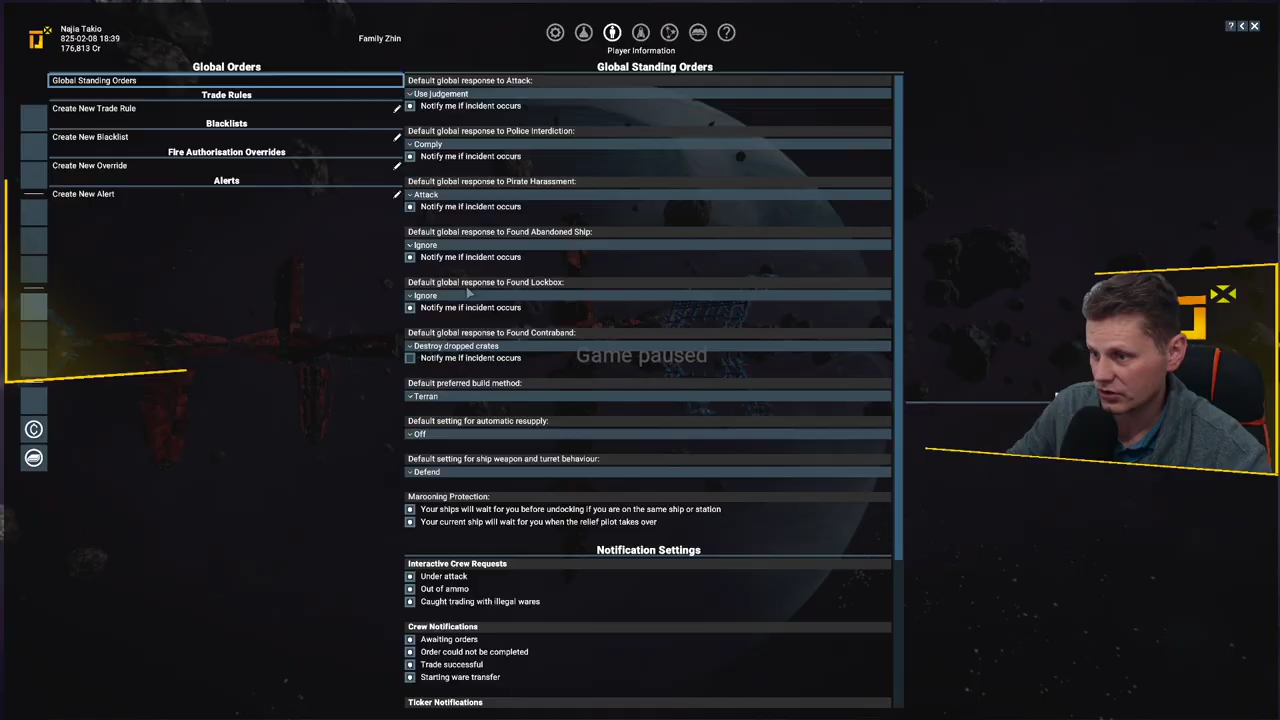 Najia Takio
825-02-08 18:39
176,813 Cr
Family Zhin
Player Information
Global Orders
Global Standing Orders
Trade Rules
Create New Trade Rule
Blacklists
Create New Blacklist
Fire Authorisation Overrides
Create New Override
Alerts
Create New Alert
Global Standing Orders
Default global response to Attack:
Use judgement
Notify me if incident occurs
Default global response to Police Interdiction:
Comply
Notify me if incident occurs
Default global response to Pirate Harassment:
Attack
Notify me if incident occurs
Default global response to Found Abandoned Ship:
Ignore
Notify me if incident occurs
Default global response to Found Lockbox:
Ignore
Notify me if incident occurs
Default global response to Found Contraband:
Destroy dropped crates
Notify me if incident occurs
Game paused
Default preferred build method:
Terran
Default setting for automatic resupply:
Off
Default setting for ship weapon and turret behaviour:
Defend
Marooning Protection:
Your ships will wait for you before undocking if you are on the same ship or station
Your current ship will wait for you when the relief pilot takes over
Notification Settings
Interactive Crew Requests
Under attack
Out of ammo
Caught trading with illegal wares
Crew Notifications
Awaiting orders
Order could not be completed
Trade successful
Starting ware transfer
Ticker Notifications